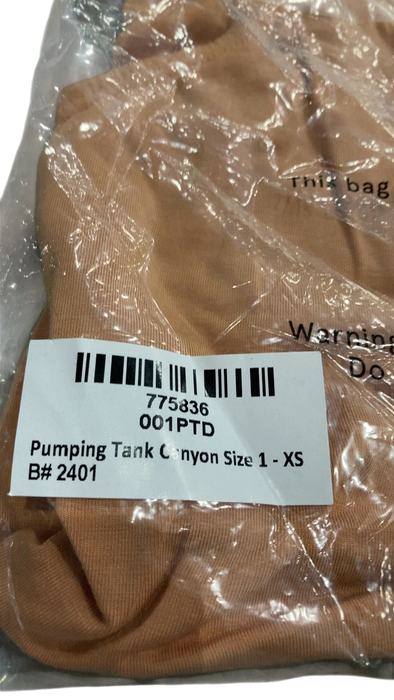 This bag
Warning
Do
775836
001PTD
Pumping Tank Canyon Size 1 - XS
B# 2401